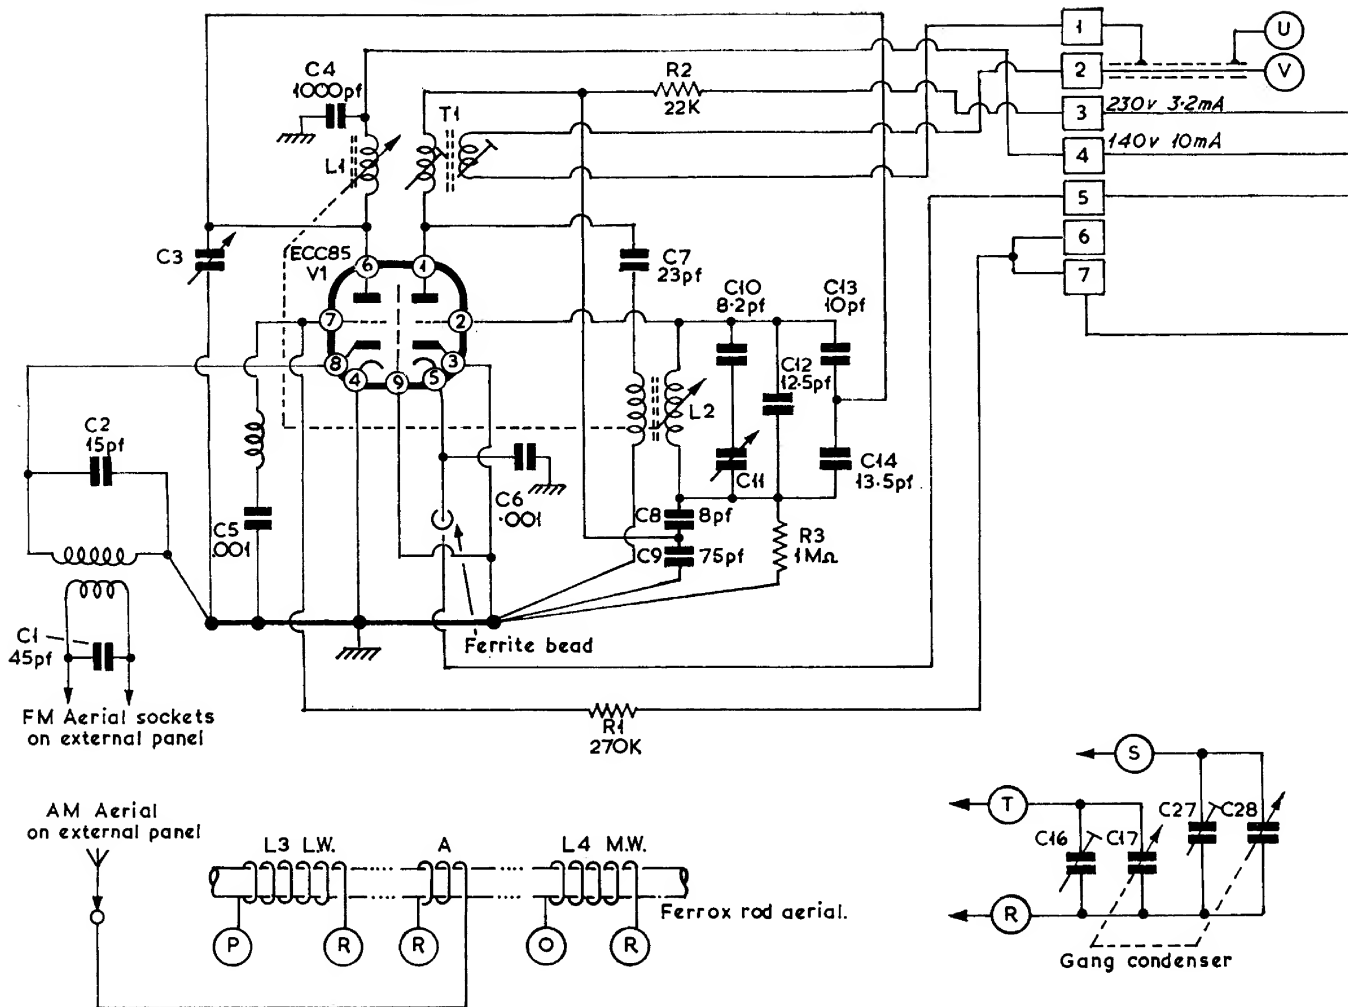 1
U
C4
1000pf
R2
22K
2
V
T1
3
230v 3·2mA
L1
4
140v 10mA
5
C3
ECC85
V1
6
1
C7
23pf
6
7
C10
8·2pf
C13
10pf
7
2
8
4
9
5
3
C12
12·5pf
L2
C2
15pf
C11
C14
13·5pf
C5
.001
C6
.001
C8
8pf
C9
75pf
R3
1MΩ
C1
45pf
Ferrite bead
FM Aerial sockets
on external panel
R1
270K
S
T
C27
C28
C16
C17
AM Aerial
on external panel
L3 L.W.
A
L4 M.W.
Ferrox rod aerial.
R
P
R
R
O
R
Gang condenser